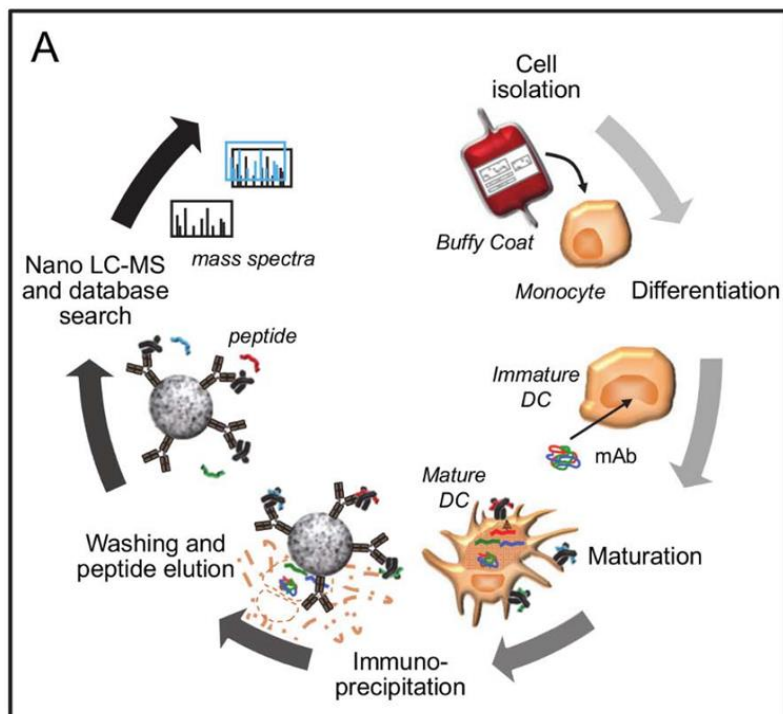 A
Cell
isolation
Buffy Coat
Monocyte
Differentiation
Immature
DC
mAb
Mature
DC
Maturation
Immuno-
precipitation
Washing and
peptide elution
peptide
Nano LC-MS
and database
search
mass spectra